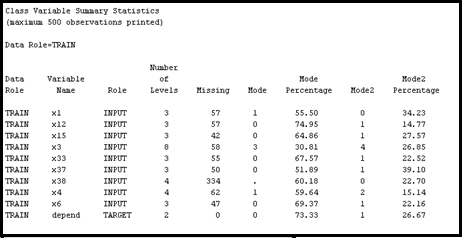 Class Variable Summary Statistics
(maximum 500 observations printed)
Data Role=TRAIN
Number
Data Variable of Mode Mode2
Role Name Role Levels Missing Mode Percentage Mode2 Percentage
TRAIN x1 INPUT 3 57 1 55.50 0 34.23
TRAIN x12 INPUT 3 57 0 74.95 1 14.77
TRAIN x15 INPUT 3 42 0 64.86 1 27.57
TRAIN x3 INPUT 8 58 3 30.81 4 26.85
TRAIN x33 INPUT 3 55 0 67.57 1 22.52
TRAIN x37 INPUT 3 50 0 51.89 1 39.10
TRAIN x38 INPUT 4 334 . 60.18 0 22.70
TRAIN x4 INPUT 4 62 1 59.64 2 15.14
TRAIN x6 INPUT 3 47 0 69.37 1 22.16
TRAIN depend TARGET 2 0 0 73.33 1 26.67